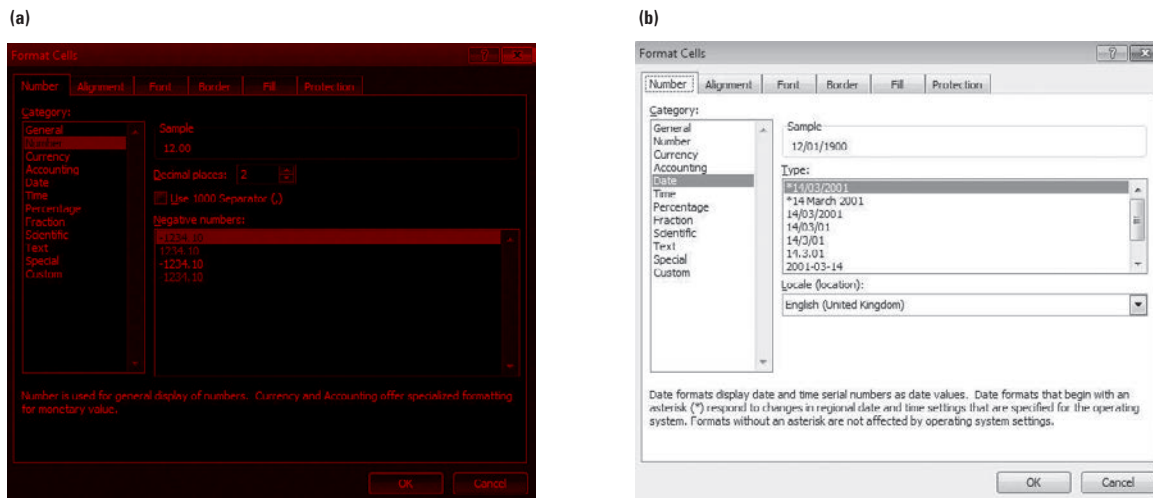 (a)
Format Cells
Number Alignment Font Border Fill Protection
Category:
General
Number
Currency
Accounting
Date
Time
Percentage
Fraction
Scientific
Text
Special
Custom
Sample
12.00
Decimal places: 2
Use 1000 Separator (,)
Negative numbers:
-1234.10
1234.10
-1234.10
-1234.10
Number is used for general display of numbers. Currency and Accounting offer specialized formatting
for monetary value.
OK Cancel
(b)
Format Cells
Number Alignment Font Border Fill Protection
Category:
General
Number
Currency
Accounting
Date
Time
Percentage
Fraction
Scientific
Text
Special
Custom
Sample
12/01/1900
Type:
*14/03/2001
*14 March 2001
14/03/2001
14/03/01
14/3/01
14.3.01
2001-03-14
Locale (location):
English (United Kingdom)
Date formats display date and time serial numbers as date values. Date formats that begin with an
asterisk (*) respond to changes in regional date and time settings that are specified for the operating
system. Formats without an asterisk are not affected by operating system settings.
OK Cancel